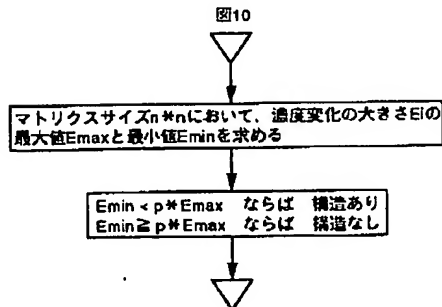 図10
マトリクスサイズn*nにおいて、濃度変化の大きさEiの
最大値Emaxと最小値Eminを求める
Emin < p*Emax ならば 構造あり
Emin≧p*Emax ならば 構造なし